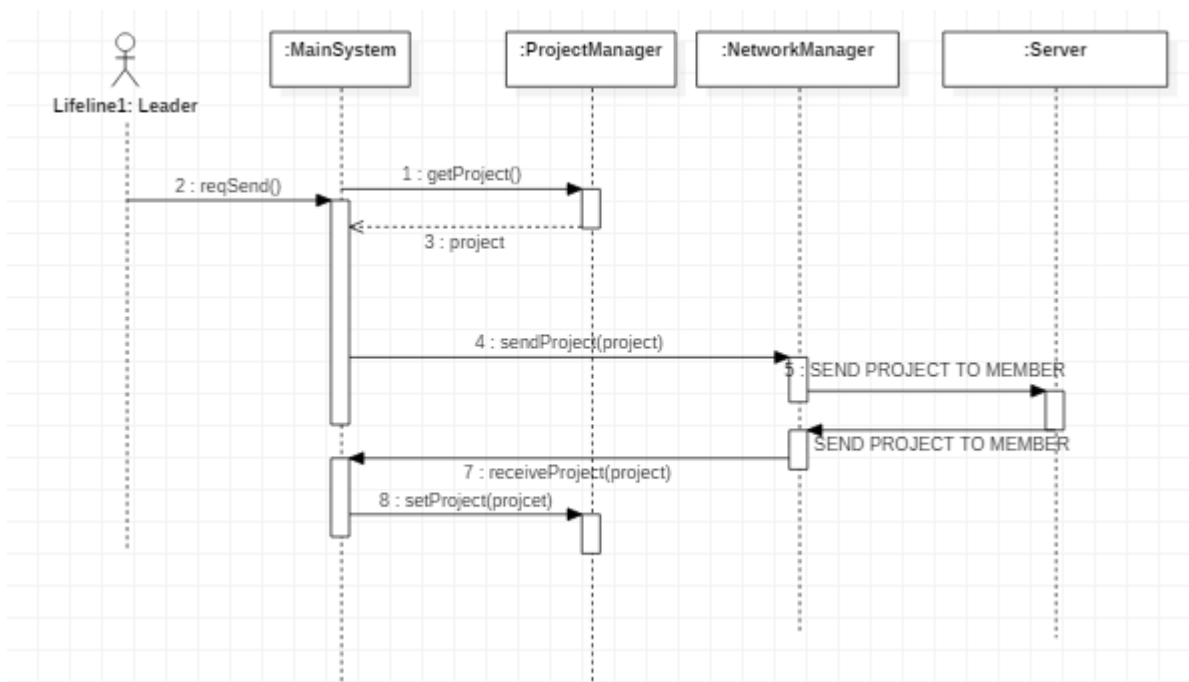 :MainSystem
:ProjectManager
:NetworkManager
:Server
Lifeline1: Leader
1 : getProject()
2 : reqSend()
3 : project
4 : sendProject(project)
5 : SEND PROJECT TO MEMBER
SEND PROJECT TO MEMBER
7 : receiveProject(project)
8 : setProject(projcet)